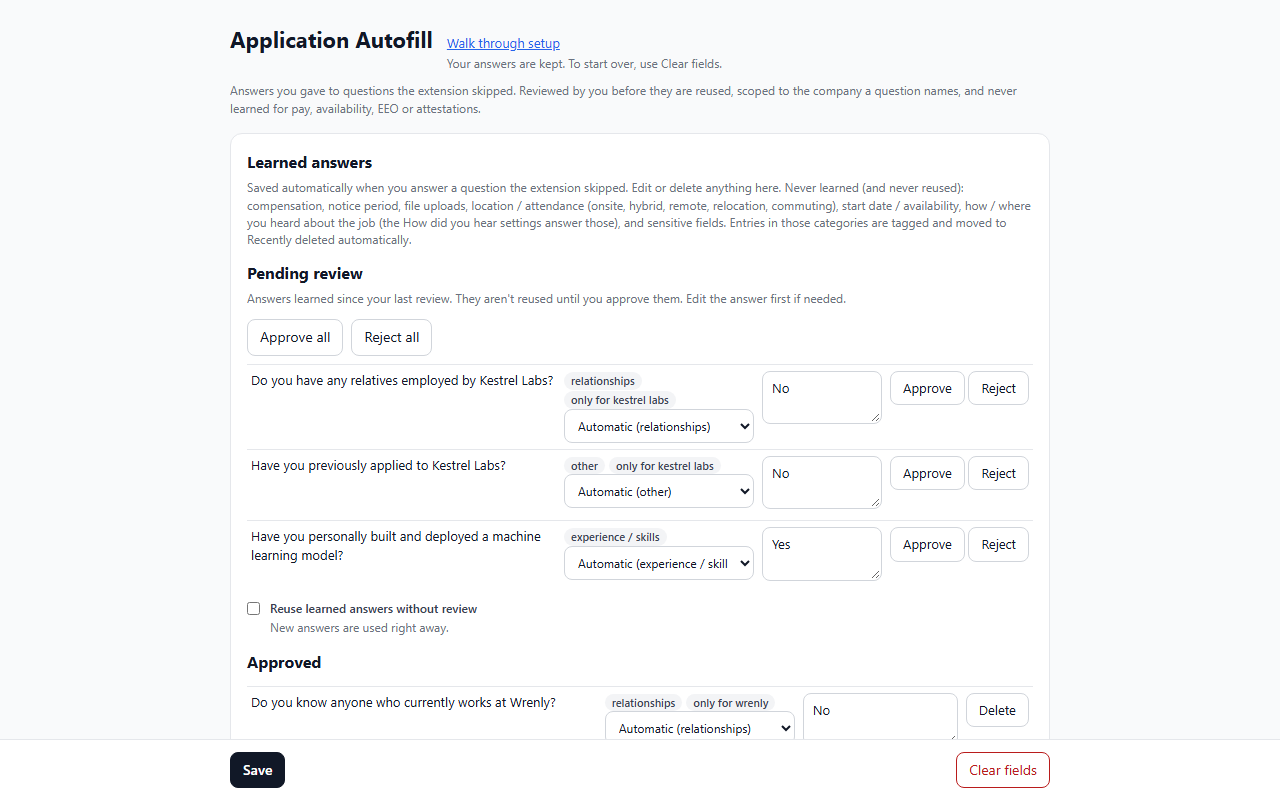 Application Autofill
Walk through setup
Your answers are kept. To start over, use Clear fields.
Answers you gave to questions the extension skipped. Reviewed by you before they are reused, scoped to the company a question names, and never
learned for pay, availability, EEO or attestations.
Learned answers
Saved automatically when you answer a question the extension skipped. Edit or delete anything here. Never learned (and never reused):
compensation, notice period, file uploads, location / attendance (onsite, hybrid, remote, relocation, commuting), start date / availability, how / where
you heard about the job (the How did you hear settings answer those), and sensitive fields. Entries in those categories are tagged and moved to
Recently deleted automatically.
Pending review
Answers learned since your last review. They aren't reused until you approve them. Edit the answer first if needed.
Approve all
Reject all
Do you have any relatives employed by Kestrel Labs?
relationships
only for kestrel labs
Automatic (relationships)
No
Approve
Reject
Have you previously applied to Kestrel Labs?
other
only for kestrel labs
Automatic (other)
No
Approve
Reject
Have you personally built and deployed a machine
learning model?
experience / skills
Automatic (experience / skill
Yes
Approve
Reject
Reuse learned answers without review
New answers are used right away.
Approved
Do you know anyone who currently works at Wrenly?
relationships
only for wrenly
Automatic (relationships)
No
Delete
Save
Clear fields